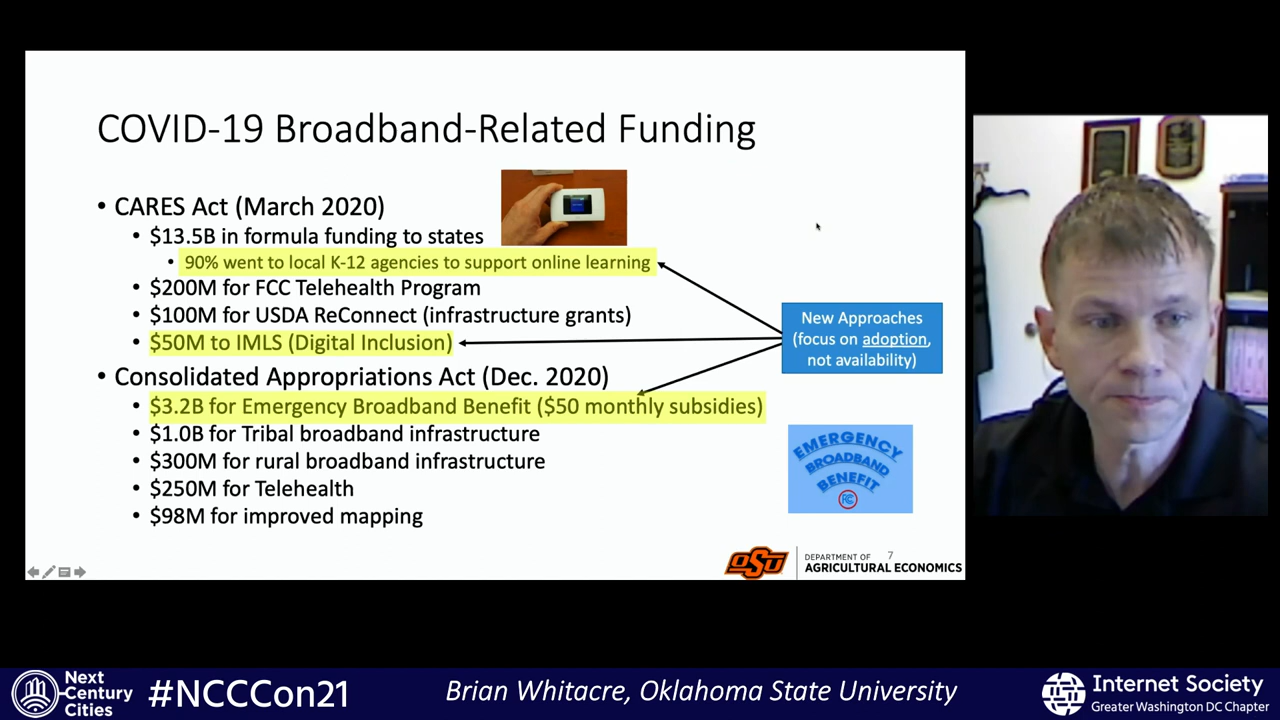 COVID-19 Broadband-Related Funding
• CARES Act (March 2020)
• $13.5B in formula funding to states
• 90% went to local K-12 agencies to support online learning
• $200M for FCC Telehealth Program
• $100M for USDA ReConnect (infrastructure grants)
• $50M to IMLS (Digital Inclusion)
• Consolidated Appropriations Act (Dec. 2020)
• $3.2B for Emergency Broadband Benefit ($50 monthly subsidies)
• $1.0B for Tribal broadband infrastructure
• $300M for rural broadband infrastructure
• $250M for Telehealth
• $98M for improved mapping
New Approaches
(focus on adoption,
not availability)
EMERGENCY
BROADBAND
BENEFIT
FC
OSU
DEPARTMENT OF
AGRICULTURAL ECONOMICS
7
Next
Century
Cities
#NCCCon21
Brian Whitacre, Oklahoma State University
Internet Society
Greater Washington DC Chapter